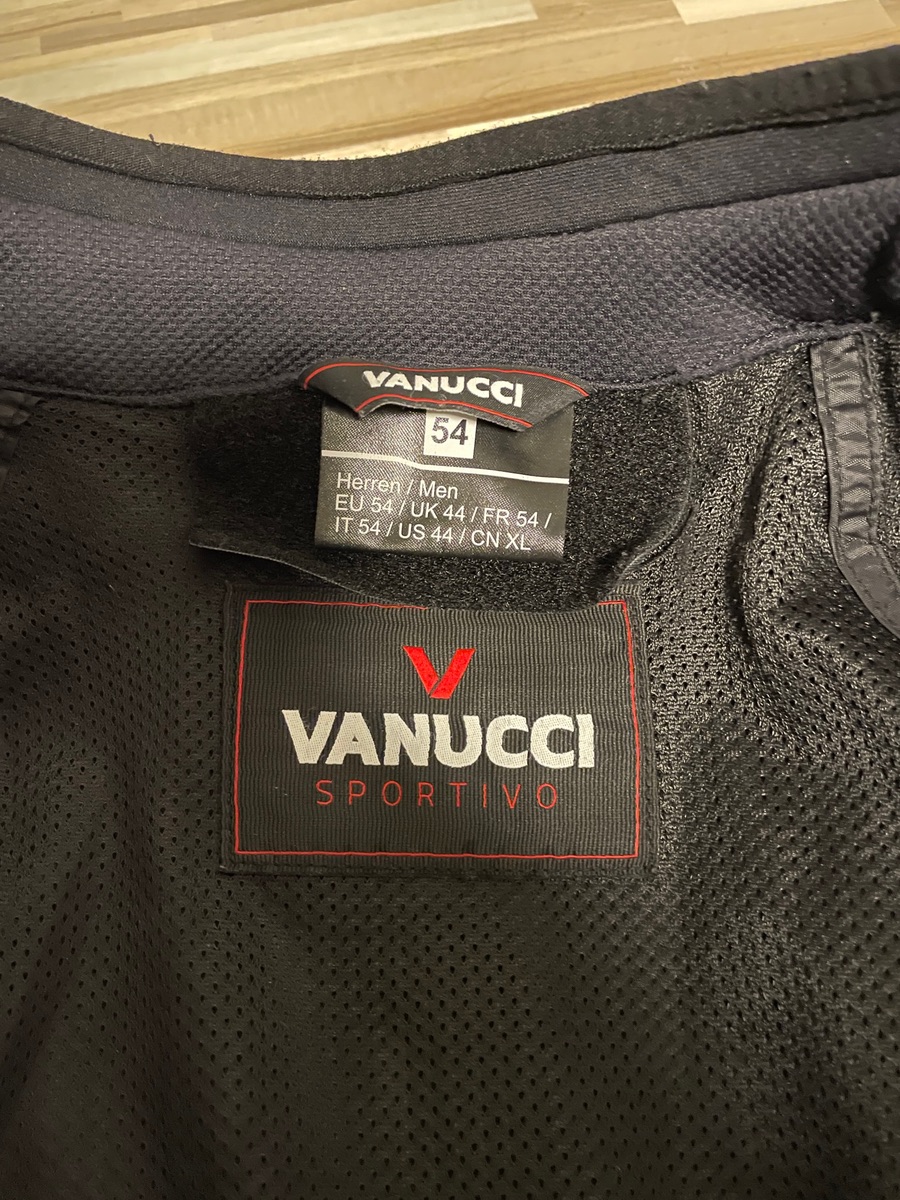 VANUCCI
54
Herren / Men
EU 54 / UK 44 / FR 54 /
IT 54 / US 44 / CN XL
VANUCCI
SPORTIVO